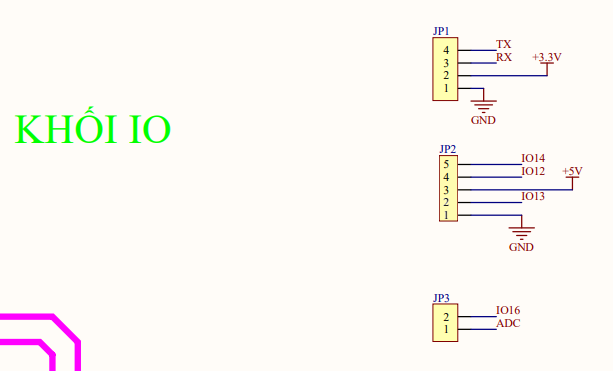 JP1
4 TX
3 RX +3.3V
2
1
GND
KHỐI IO
JP2
5 IO14
4 IO12 +5V
3
2 IO13
1
GND
JP3
2 IO16
1 ADC